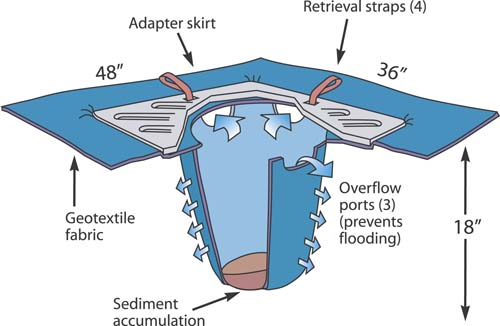 Retrieval straps (4)
Adapter skirt
48”
36”
Geotextile
fabric
Overflow
ports (3)
(prevents
flooding)
18”
Sediment
accumulation